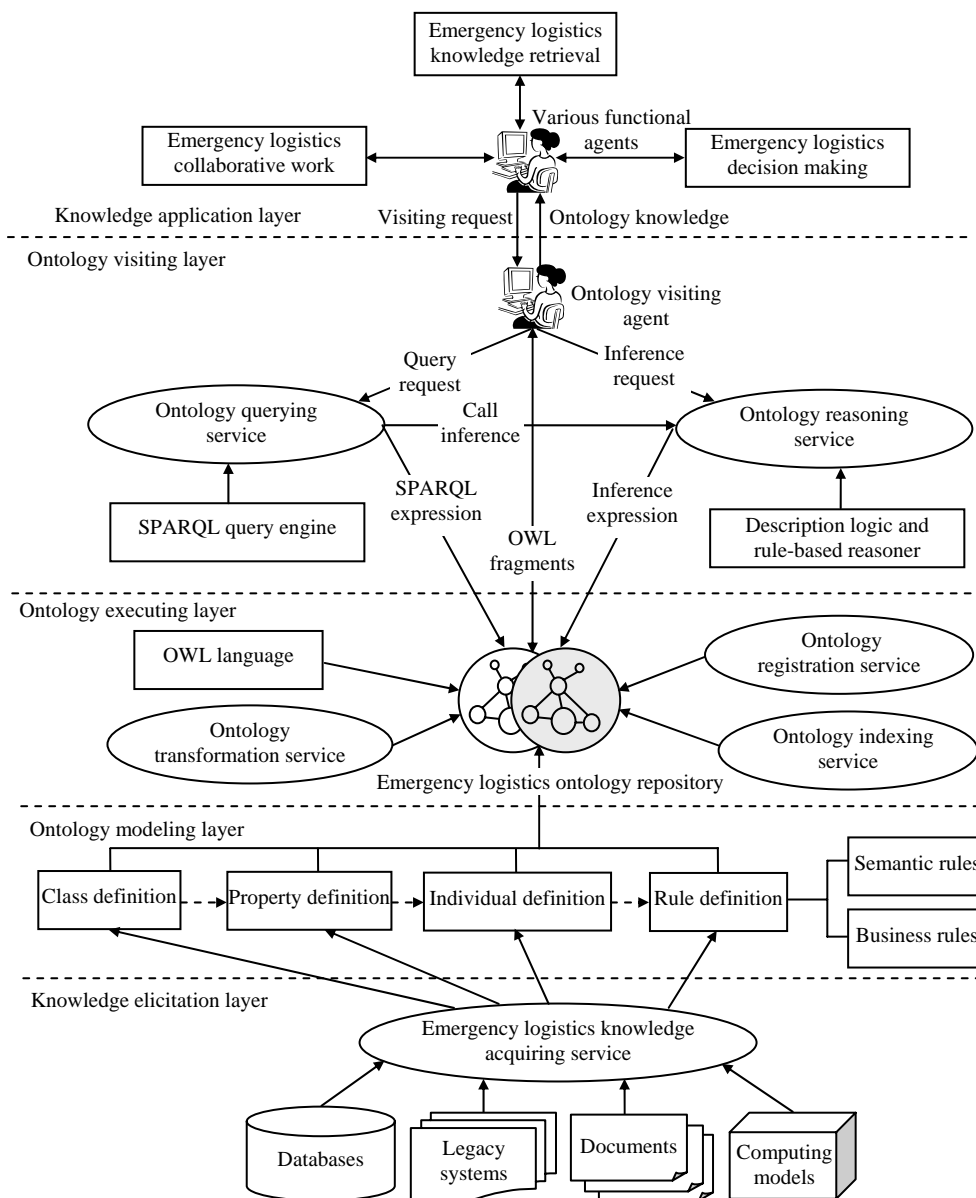 Emergency logistics
knowledge retrieval
Various functional
agents
Emergency logistics
collaborative work
Emergency logistics
decision making
Knowledge application layer
Visiting request
Ontology knowledge
Ontology visiting layer
Ontology visiting
agent
Query
request
Inference
request
Ontology querying
service
Call
inference
Ontology reasoning
service
SPARQL
expression
Inference
expression
SPARQL query engine
OWL
fragments
Description logic and
rule-based reasoner
Ontology executing layer
OWL language
Ontology
registration service
Ontology
transformation service
Ontology indexing
service
Emergency logistics ontology repository
Ontology modeling layer
Semantic rules
Class definition
Property definition
Individual definition
Rule definition
Business rules
Knowledge elicitation layer
Emergency logistics knowledge
acquiring service
Databases
Legacy
systems
Documents
Computing
models